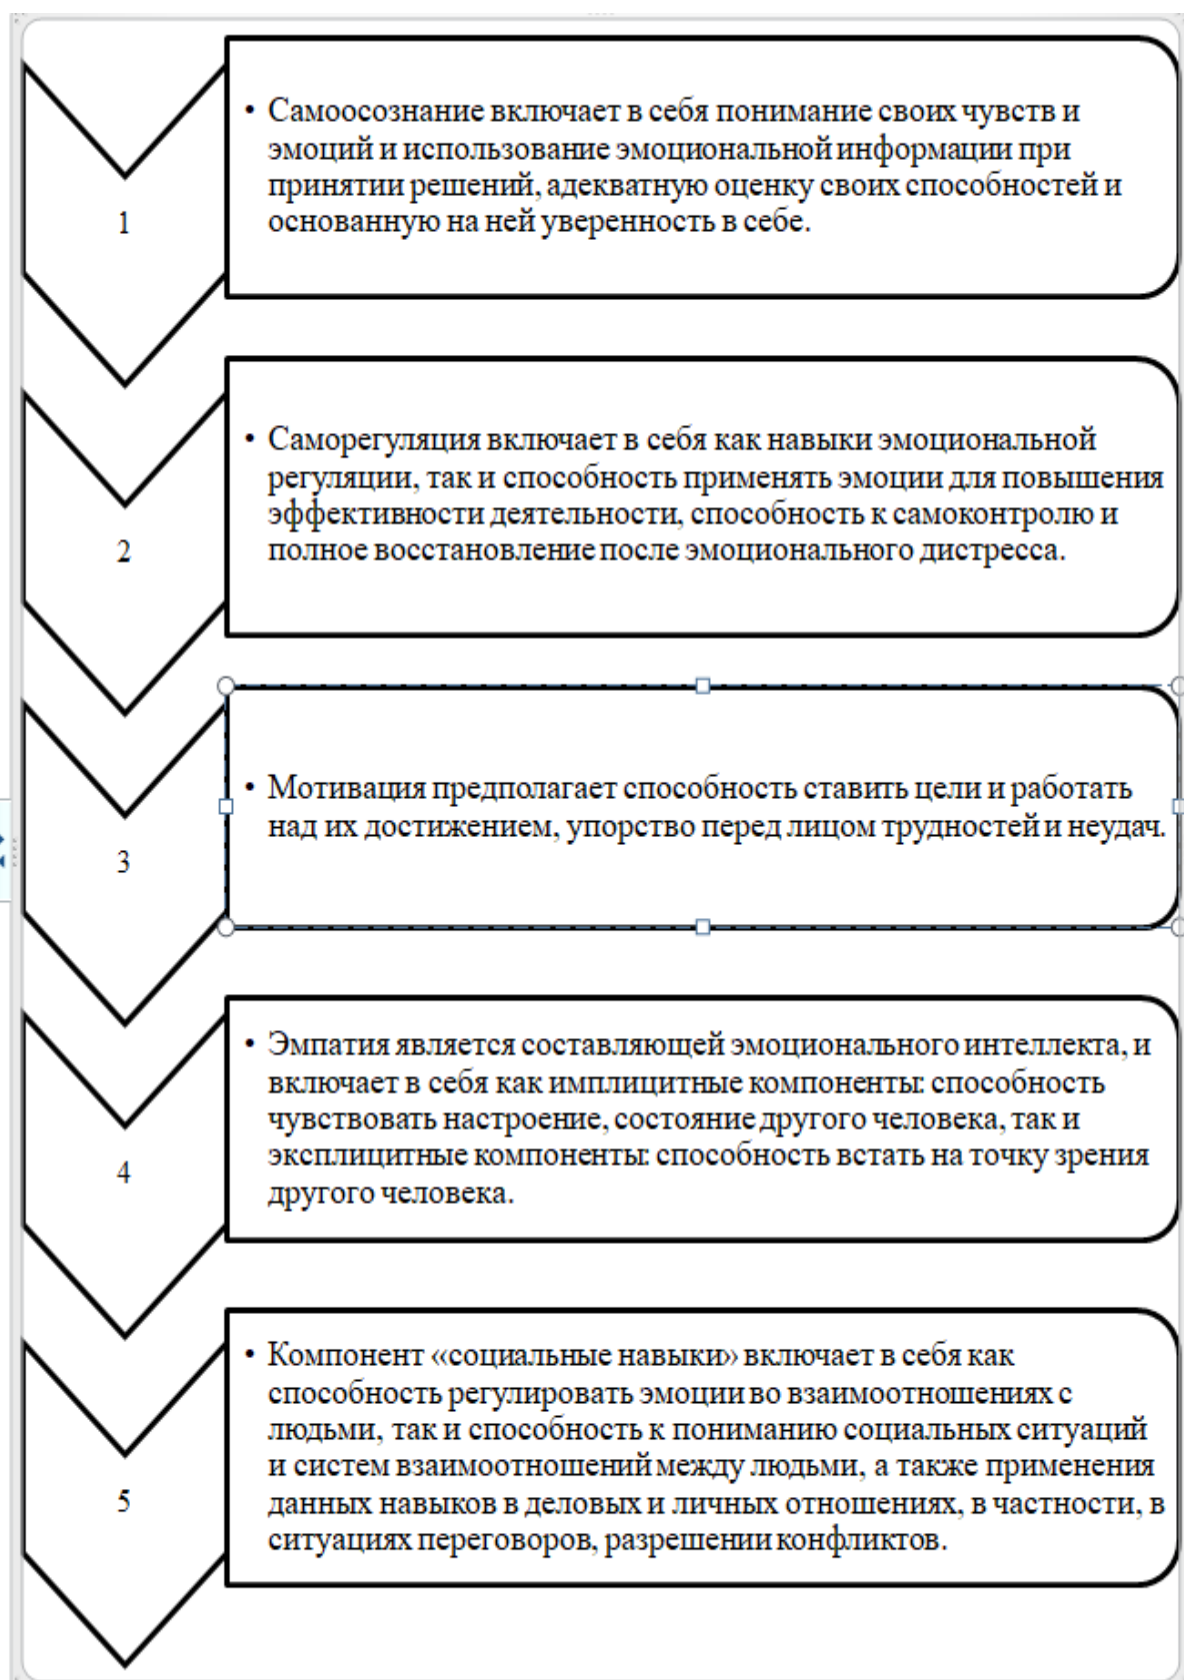 1
• Самоосознание включает в себя понимание своих чувств и
эмоций и использование эмоциональной информации при
принятии решений, адекватную оценку своих способностей и
основанную на ней уверенность в себе.
2
• Саморегуляция включает в себя как навыки эмоциональной
регуляции, так и способность применять эмоции для повышения
эффективности деятельности, способность к самоконтролю и
полное восстановление после эмоционального дистресса.
3
• Мотивация предполагает способность ставить цели и работать
над их достижением, упорство перед лицом трудностей и неудач.
4
• Эмпатия является составляющей эмоционального интеллекта, и
включает в себя как имплицитные компоненты: способность
чувствовать настроение, состояние другого человека, так и
эксплицитные компоненты: способность встать на точку зрения
другого человека.
5
• Компонент «социальные навыки» включает в себя как
способность регулировать эмоции во взаимоотношениях с
людьми, так и способность к пониманию социальных ситуаций
и систем взаимоотношений между людьми, а также применения
данных навыков в деловых и личных отношениях, в частности, в
ситуациях переговоров, разрешении конфликтов.